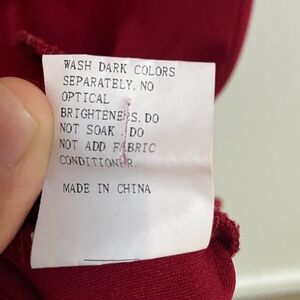 WASH DARK COLORS
SEPARATELY. NO
OPTICAL
BRIGHTENERS. DO
NOT SOAK . DO
NOT ADD FABRIC
CONDITIONER.
MADE IN CHINA